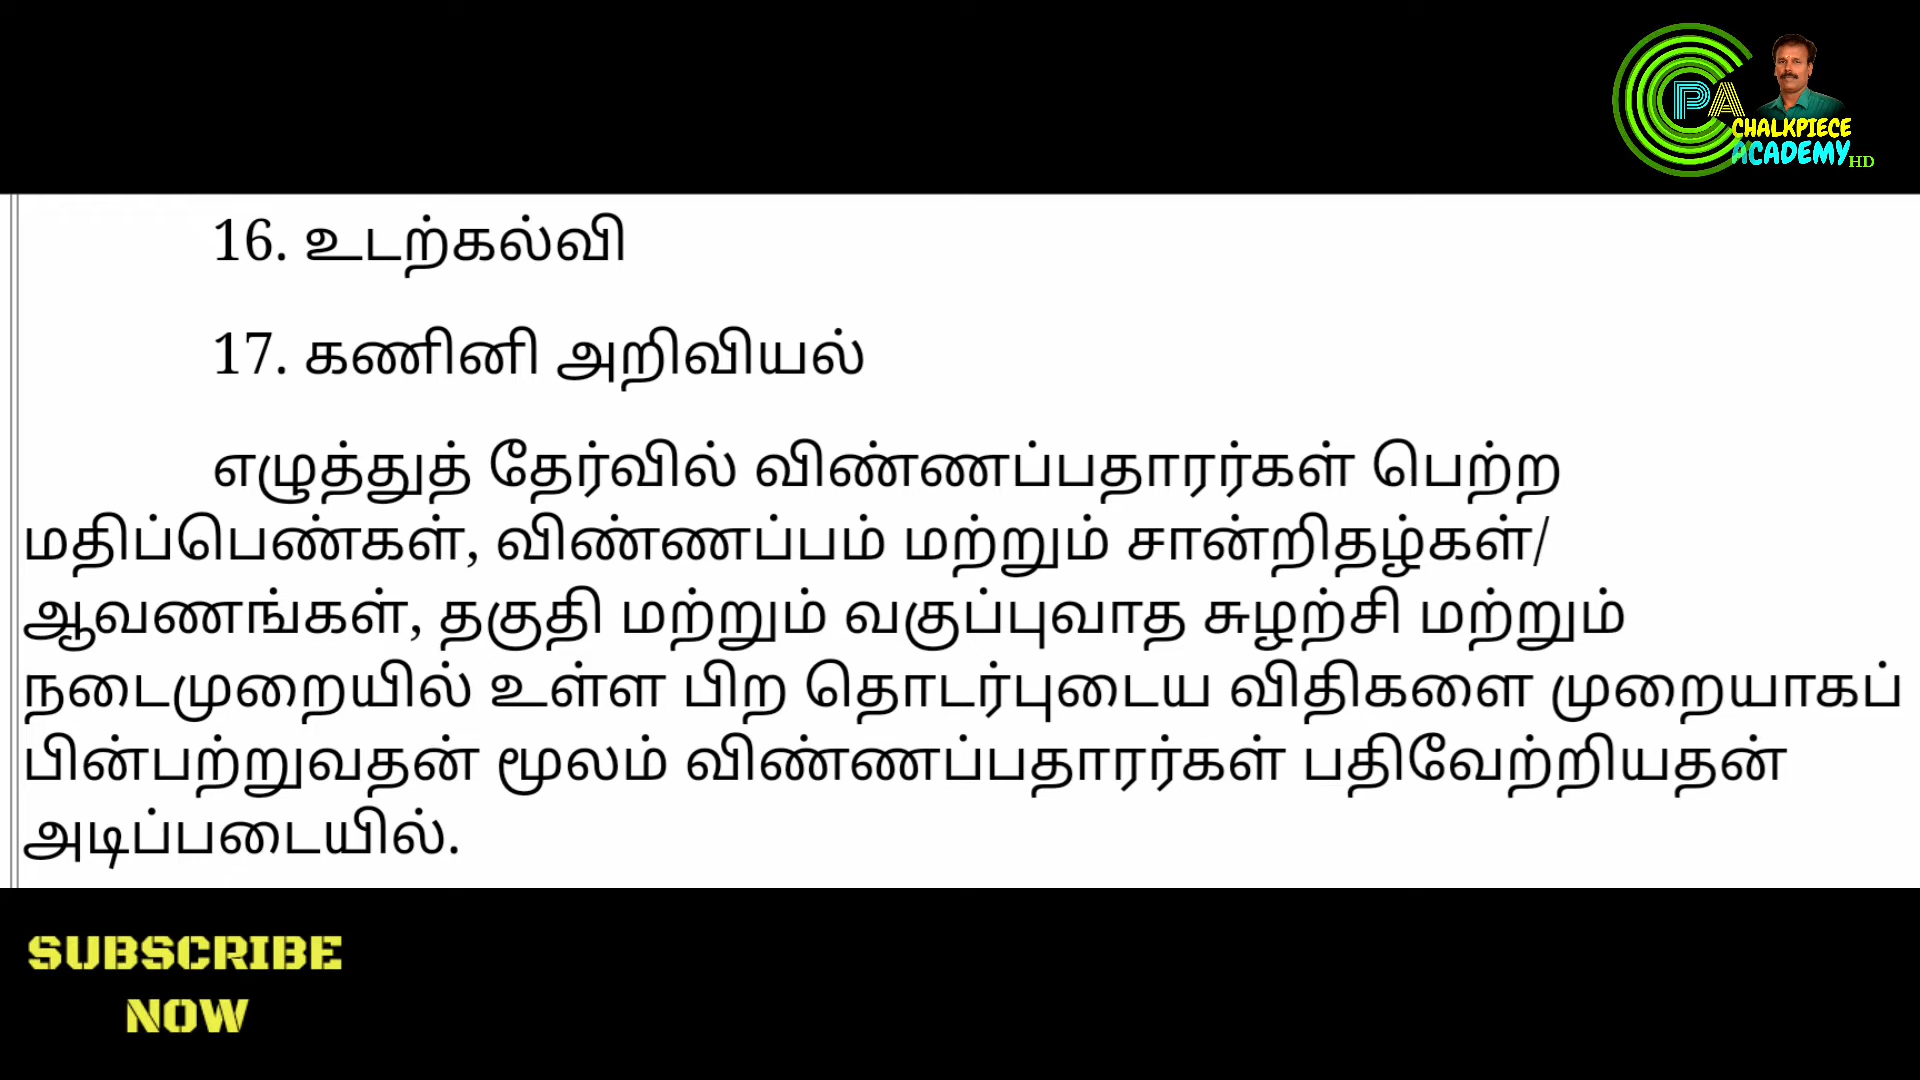 PA
CHALKPIECE
ACADEMY HD
16. உடற்கல்வி
17. கணினி அறிவியல்
எழுத்துத் தேர்வில் விண்ணப்பதாரர்கள் பெற்ற
மதிப்பெண்கள், விண்ணப்பம் மற்றும் சான்றிதழ்கள்/
ஆவணங்கள், தகுதி மற்றும் வகுப்புவாத சுழற்சி மற்றும்
நடைமுறையில் உள்ள பிற தொடர்புடைய விதிகளை முறையாகப்
பின்பற்றுவதன் மூலம் விண்ணப்பதாரர்கள் பதிவேற்றியதன்
அடிப்படையில்.
SUBSCRIBE
NOW